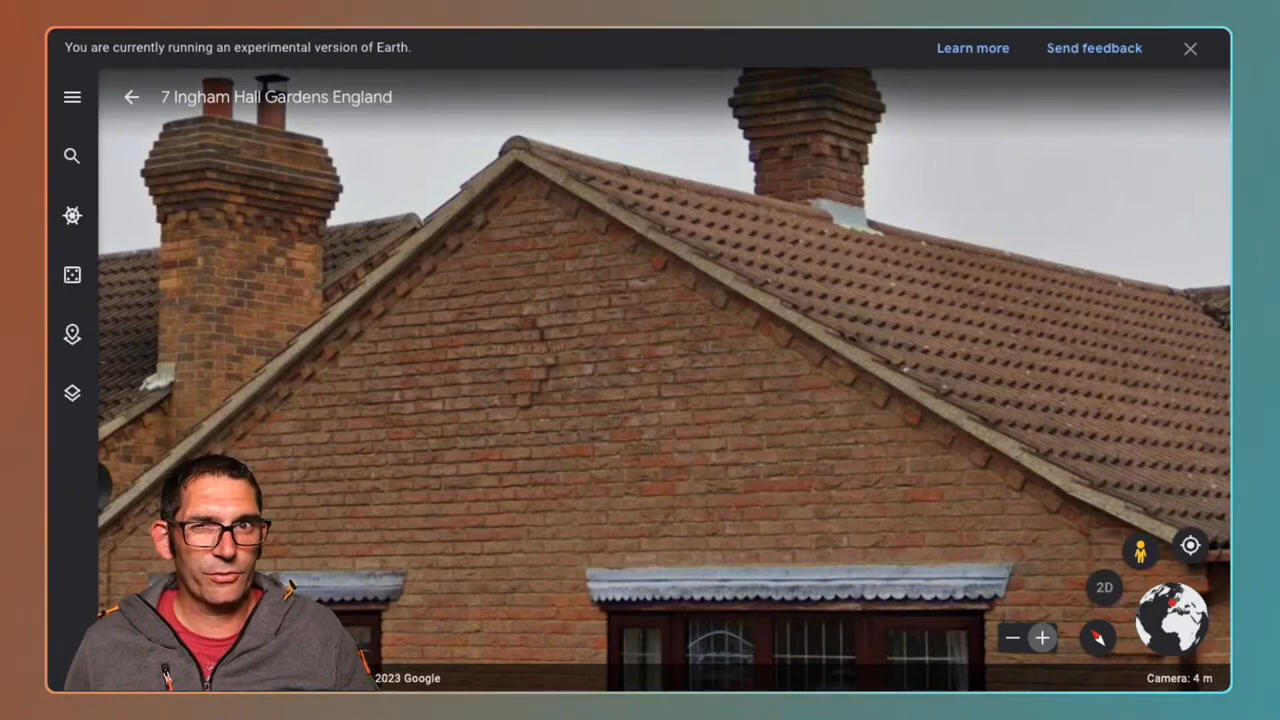 You are currently running an experimental version of Earth.
Learn more
Send feedback
7 Ingham Hall Gardens England
2D
2023 Google
Camera: 4 m